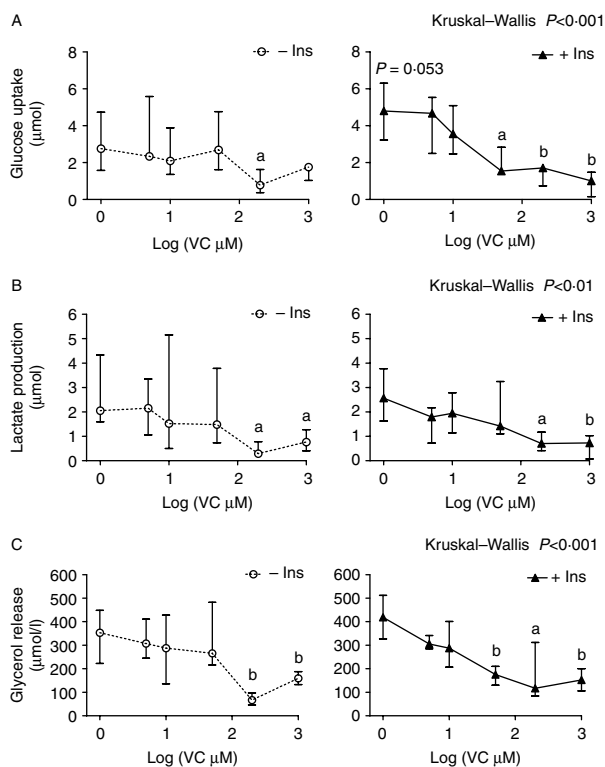 A
Kruskal–Wallis P<0·001
– Ins
+ Ins
P = 0·053
Glucose uptake
(μmol)
8
6
4
2
0
a
0 1 2 3
Log (VC μM)
8
6
4
2
0
a b b
0 1 2 3
Log (VC μM)
B
Kruskal–Wallis P<0·01
– Ins
+ Ins
Lactate production
(μmol)
6
5
4
3
2
1
0
a a
0 1 2 3
Log (VC μM)
6
5
4
3
2
1
0
a b
0 1 2 3
Log (VC μM)
C
Kruskal–Wallis P<0·001
– Ins
+ Ins
Glycerol release
(μmol/l)
600
500
400
300
200
100
0
b b
0 1 2 3
Log (VC μM)
600
500
400
300
200
100
0
b a b
0 1 2 3
Log (VC μM)